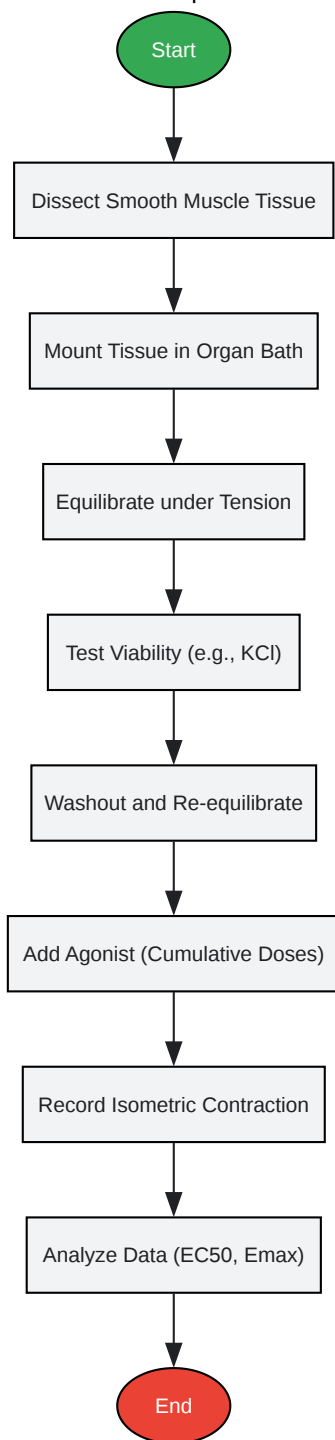 Start
Dissect Smooth Muscle Tissue
Mount Tissue in Organ Bath
Equilibrate under Tension
Test Viability (e.g., KCl)
Washout and Re-equilibrate
Add Agonist (Cumulative Doses)
Record Isometric Contraction
Analyze Data (EC50, Emax)
End